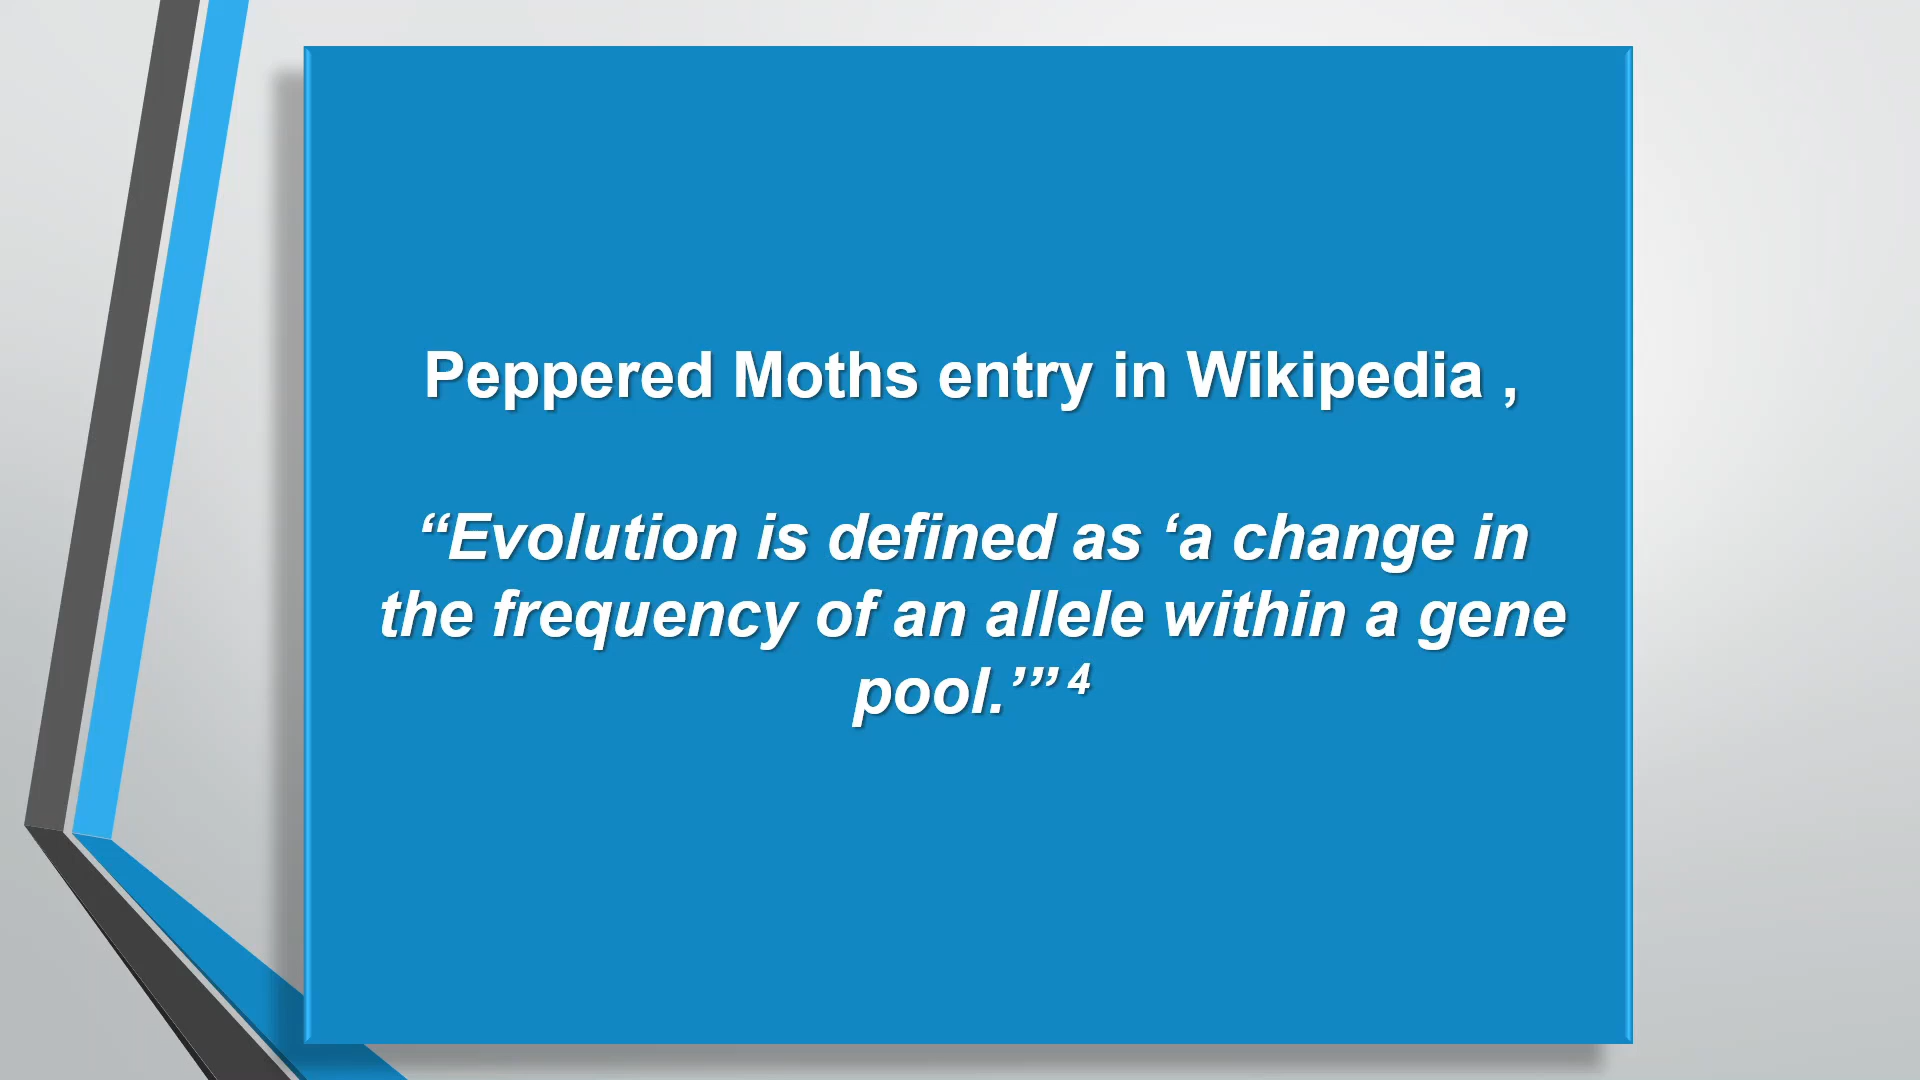 Peppered Moths entry in Wikipedia ,
“Evolution is defined as ‘a change in
the frequency of an allele within a gene
pool.’” 4